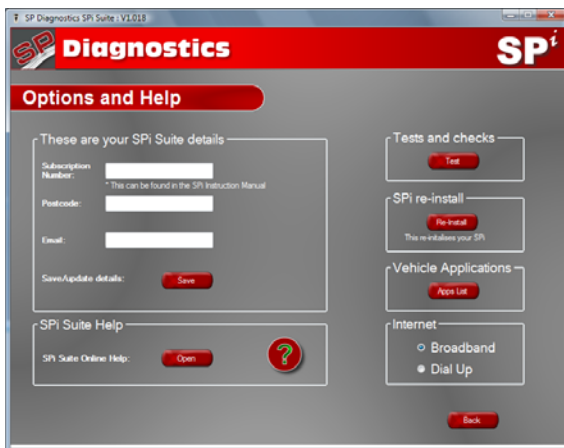 SP Diagnostics SPi Suite : V1.018
SP Diagnostics
SPi
Options and Help
These are your SPi Suite details
Subscription
Number:
* This can be found in the SPi Instruction Manual
Postcode:
Email:
Save/update details:
Save
SPi Suite Help
SPi Suite Online Help:
Open
?
Tests and checks
Test
SPi re-install
Re-Install
This re-initalises your SPi
Vehicle Applications
Apps List
Internet
Broadband
Dial Up
Back